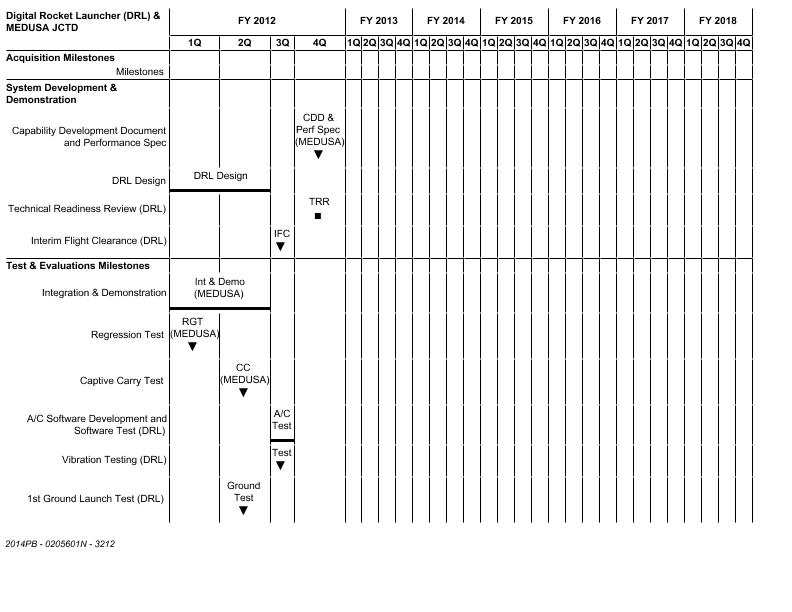 Digital Rocket Launcher (DRL) &
MEDUSA JCTD
FY 2012 FY 2013 FY 2014 FY 2015 FY 2016 FY 2017 FY 2018
1Q 2Q 3Q 4Q 1Q 2Q 3Q 4Q 1Q 2Q 3Q 4Q 1Q 2Q 3Q 4Q 1Q 2Q 3Q 4Q 1Q 2Q 3Q 4Q 1Q 2Q 3Q 4Q
Acquisition Milestones
Milestones
System Development &
Demonstration
Capability Development Document
and Performance Spec
CDD &
Perf Spec
(MEDUSA)
DRL Design
DRL Design
Technical Readiness Review (DRL)
TRR
Interim Flight Clearance (DRL)
IFC
Test & Evaluations Milestones
Integration & Demonstration
Int & Demo
(MEDUSA)
Regression Test
RGT
(MEDUSA)
Captive Carry Test
CC
(MEDUSA)
A/C Software Development and
Software Test (DRL)
A/C
Test
Vibration Testing (DRL)
Test
1st Ground Launch Test (DRL)
Ground
Test
2014PB - 0205601N - 3212